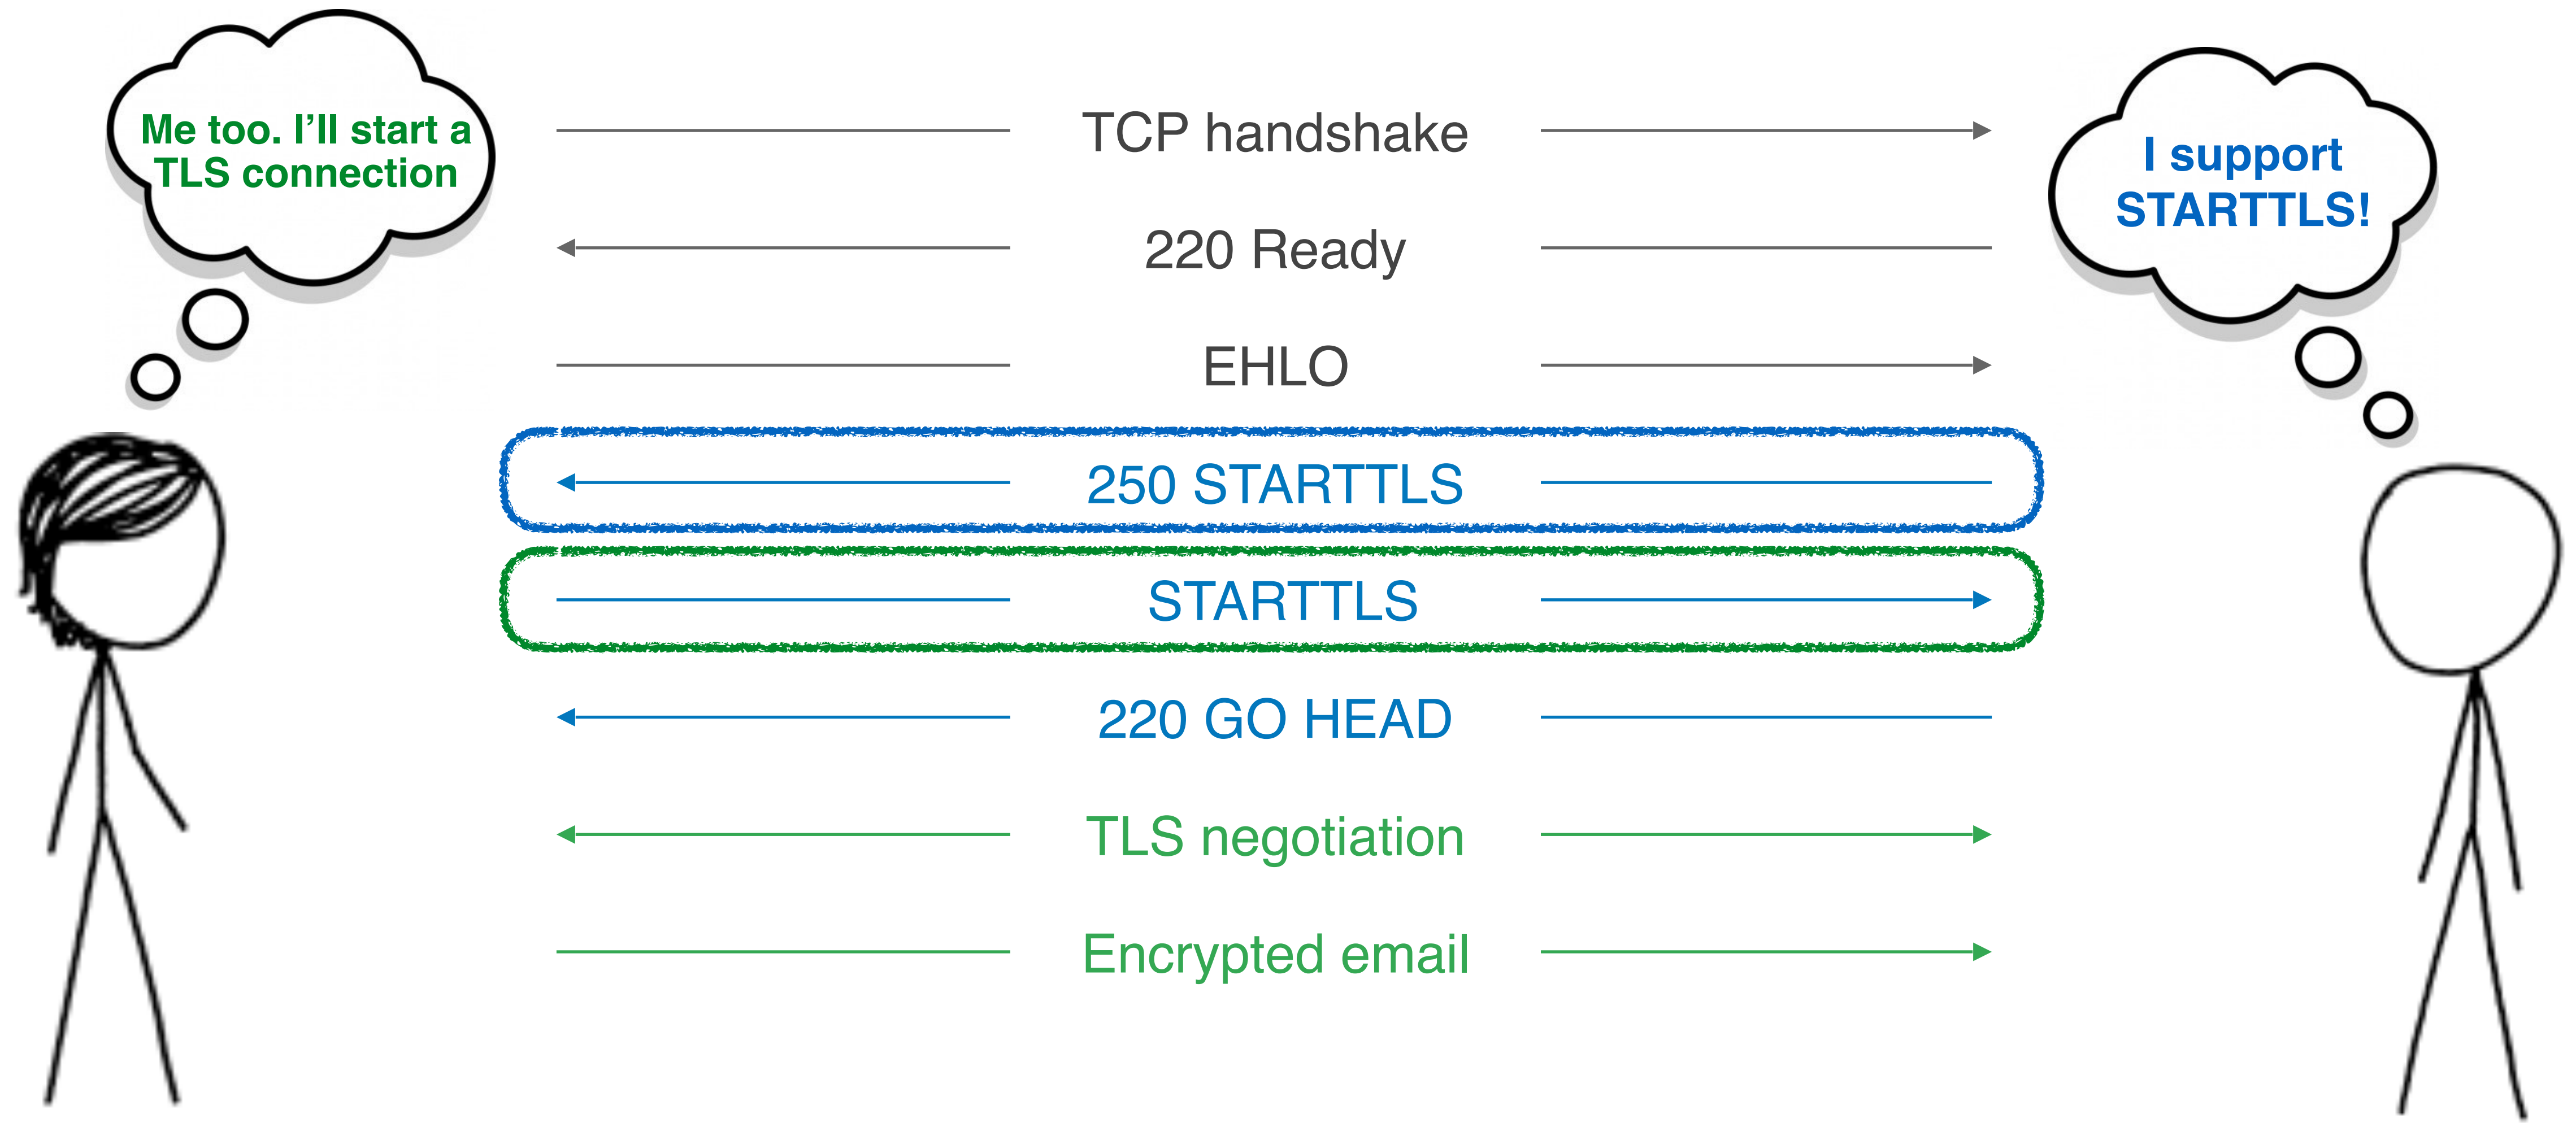 Me too. I'll start a
TLS connection
I support
STARTTLS!
TCP handshake
220 Ready
EHLO
250 STARTTLS
STARTTLS
220 GO HEAD
TLS negotiation
Encrypted email